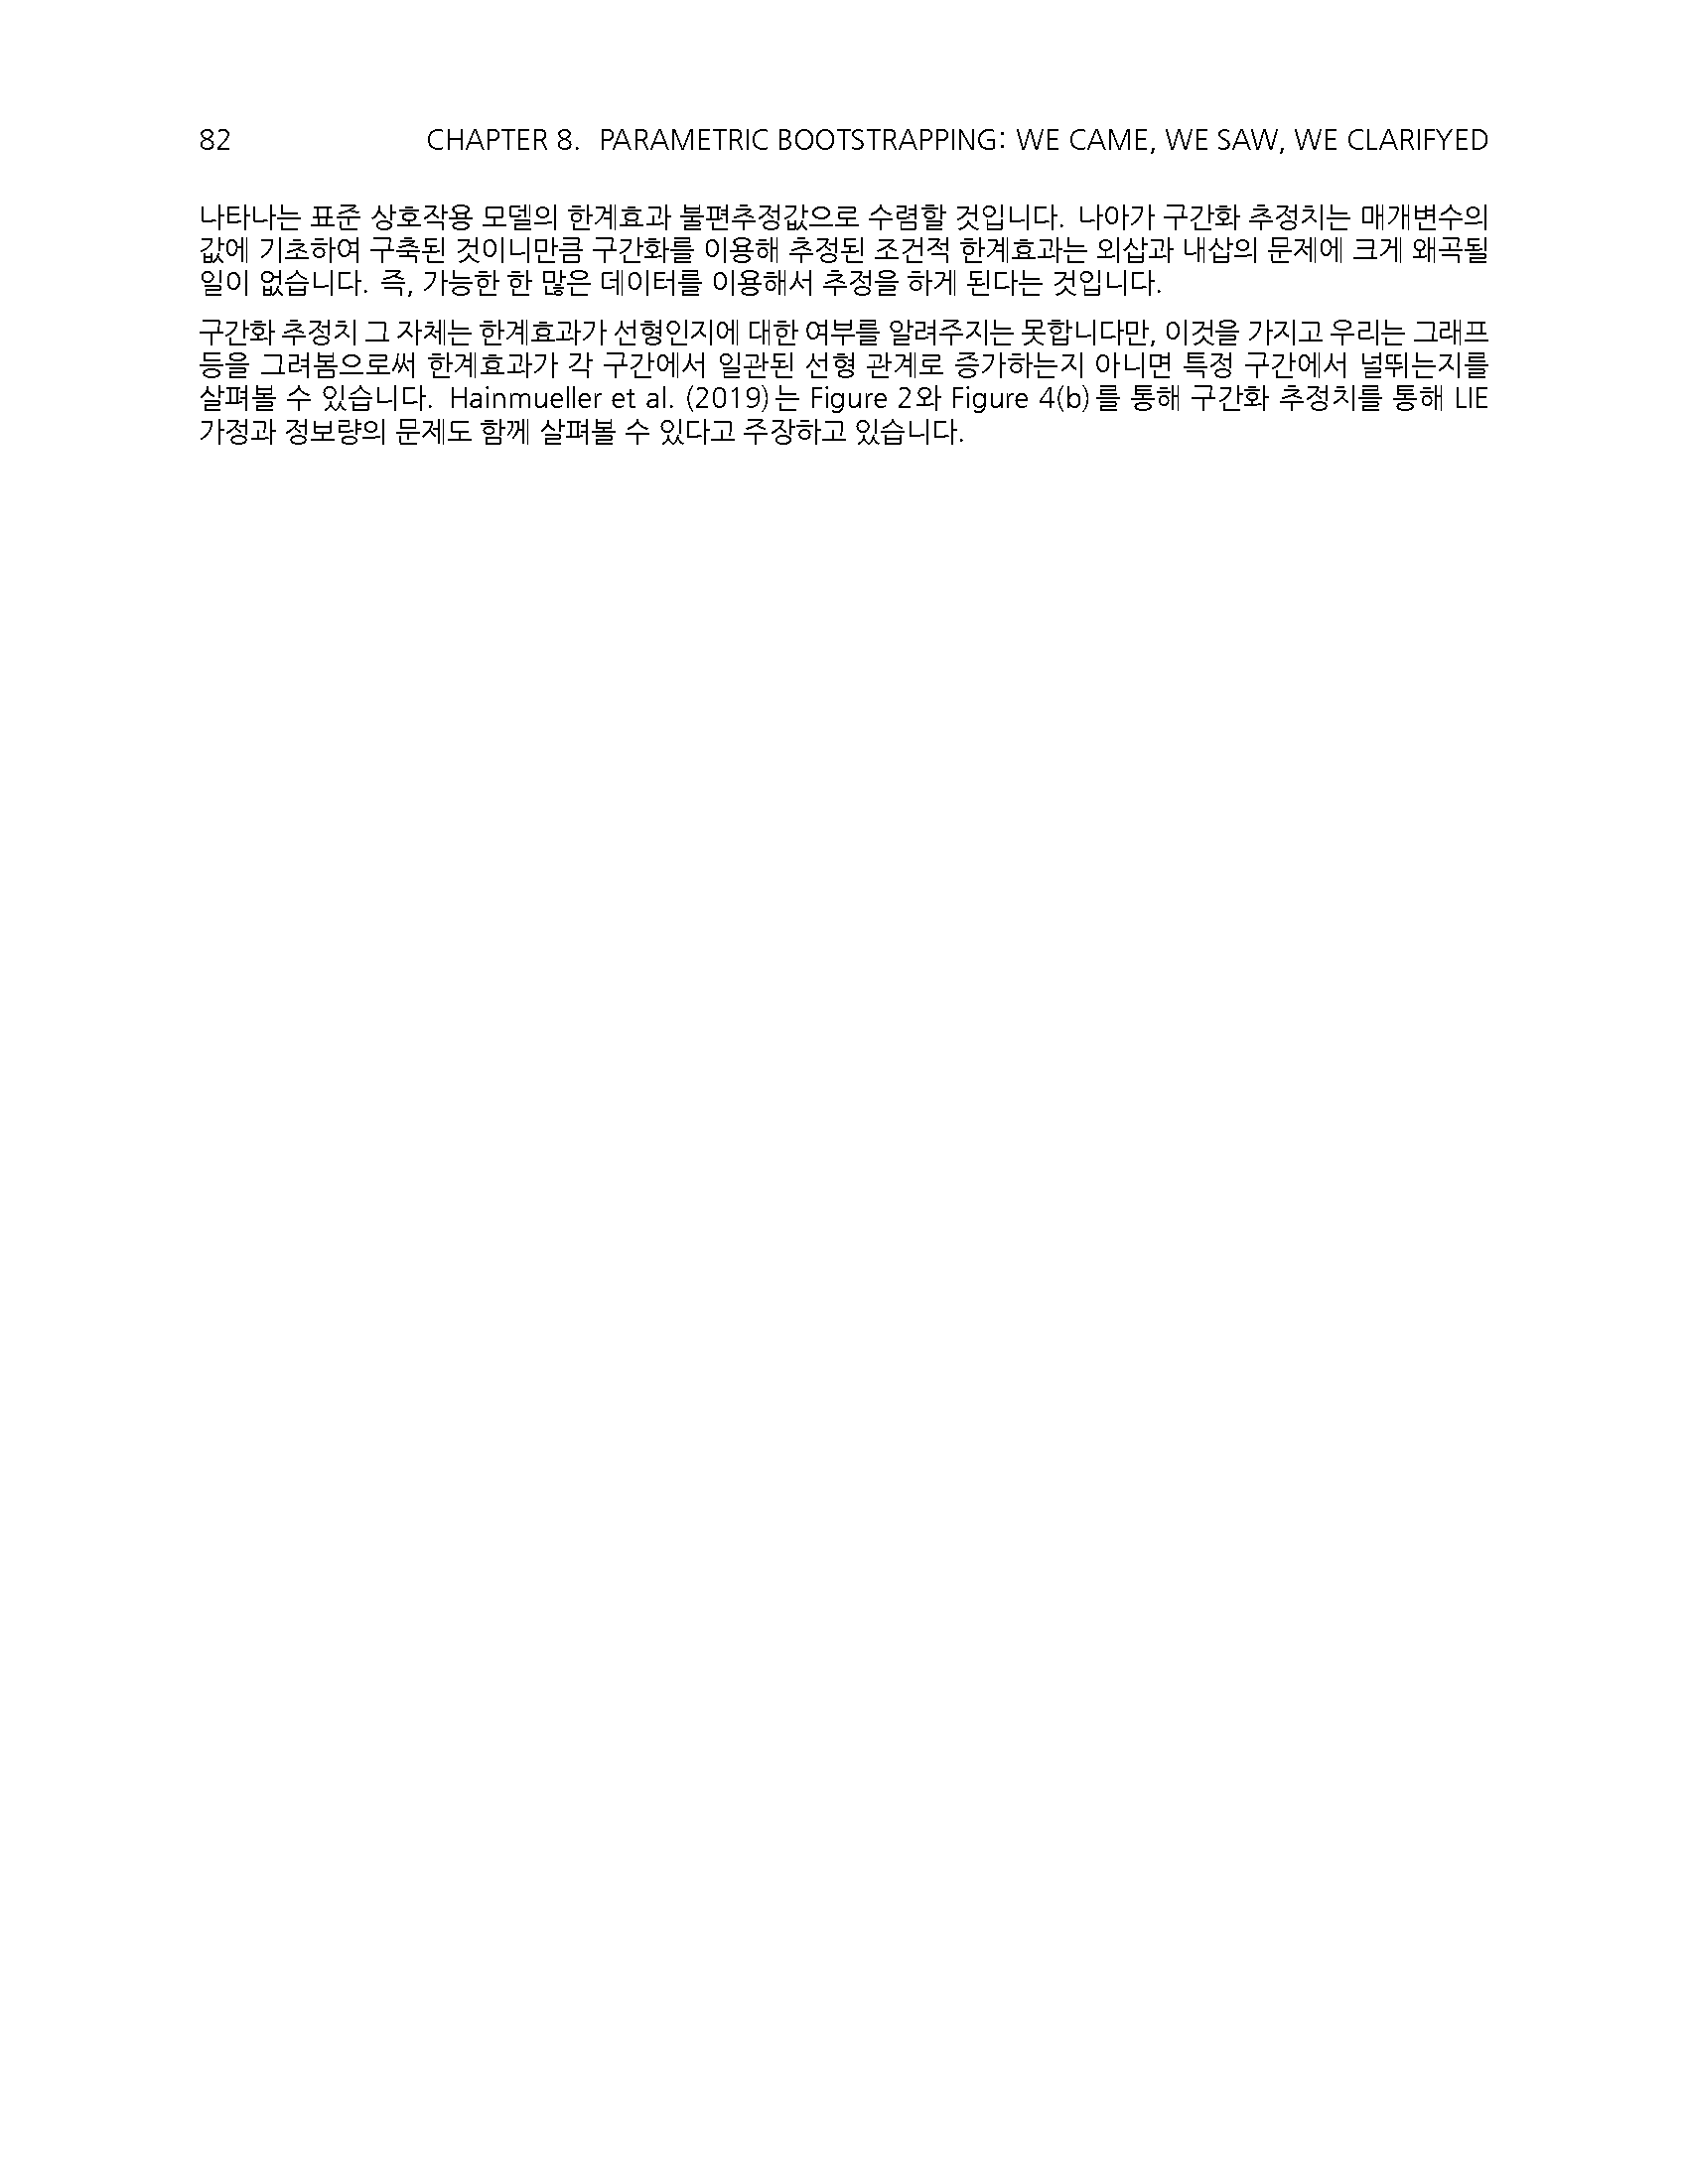 82 CHAPTER 8. PARAMETRIC BOOTSTRAPPING: WE CAME, WE SAW, WE CLARIFYED
나타나는 표준 상호작용 모델의 한계효과 불편추정값으로 수렴할 것입니다. 나아가 구간화 추정치는 매개변수의
값에 기초하여 구축된 것이니만큼 구간화를 이용해 추정된 조건적 한계효과는 외삽과 내삽의 문제에 크게 왜곡될
일이 없습니다. 즉, 가능한 한 많은 데이터를 이용해서 추정을 하게 된다는 것입니다.
구간화 추정치 그 자체는 한계효과가 선형인지에 대한 여부를 알려주지는 못합니다만, 이것을 가지고 우리는 그래프
등을 그려봄으로써 한계효과가 각 구간에서 일관된 선형 관계로 증가하는지 아니면 특정 구간에서 널뛰는지를
살펴볼 수 있습니다. Hainmueller et al. (2019)는 Figure 2와 Figure 4(b)를 통해 구간화 추정치를 통해 LIE
가정과 정보량의 문제도 함께 살펴볼 수 있다고 주장하고 있습니다.